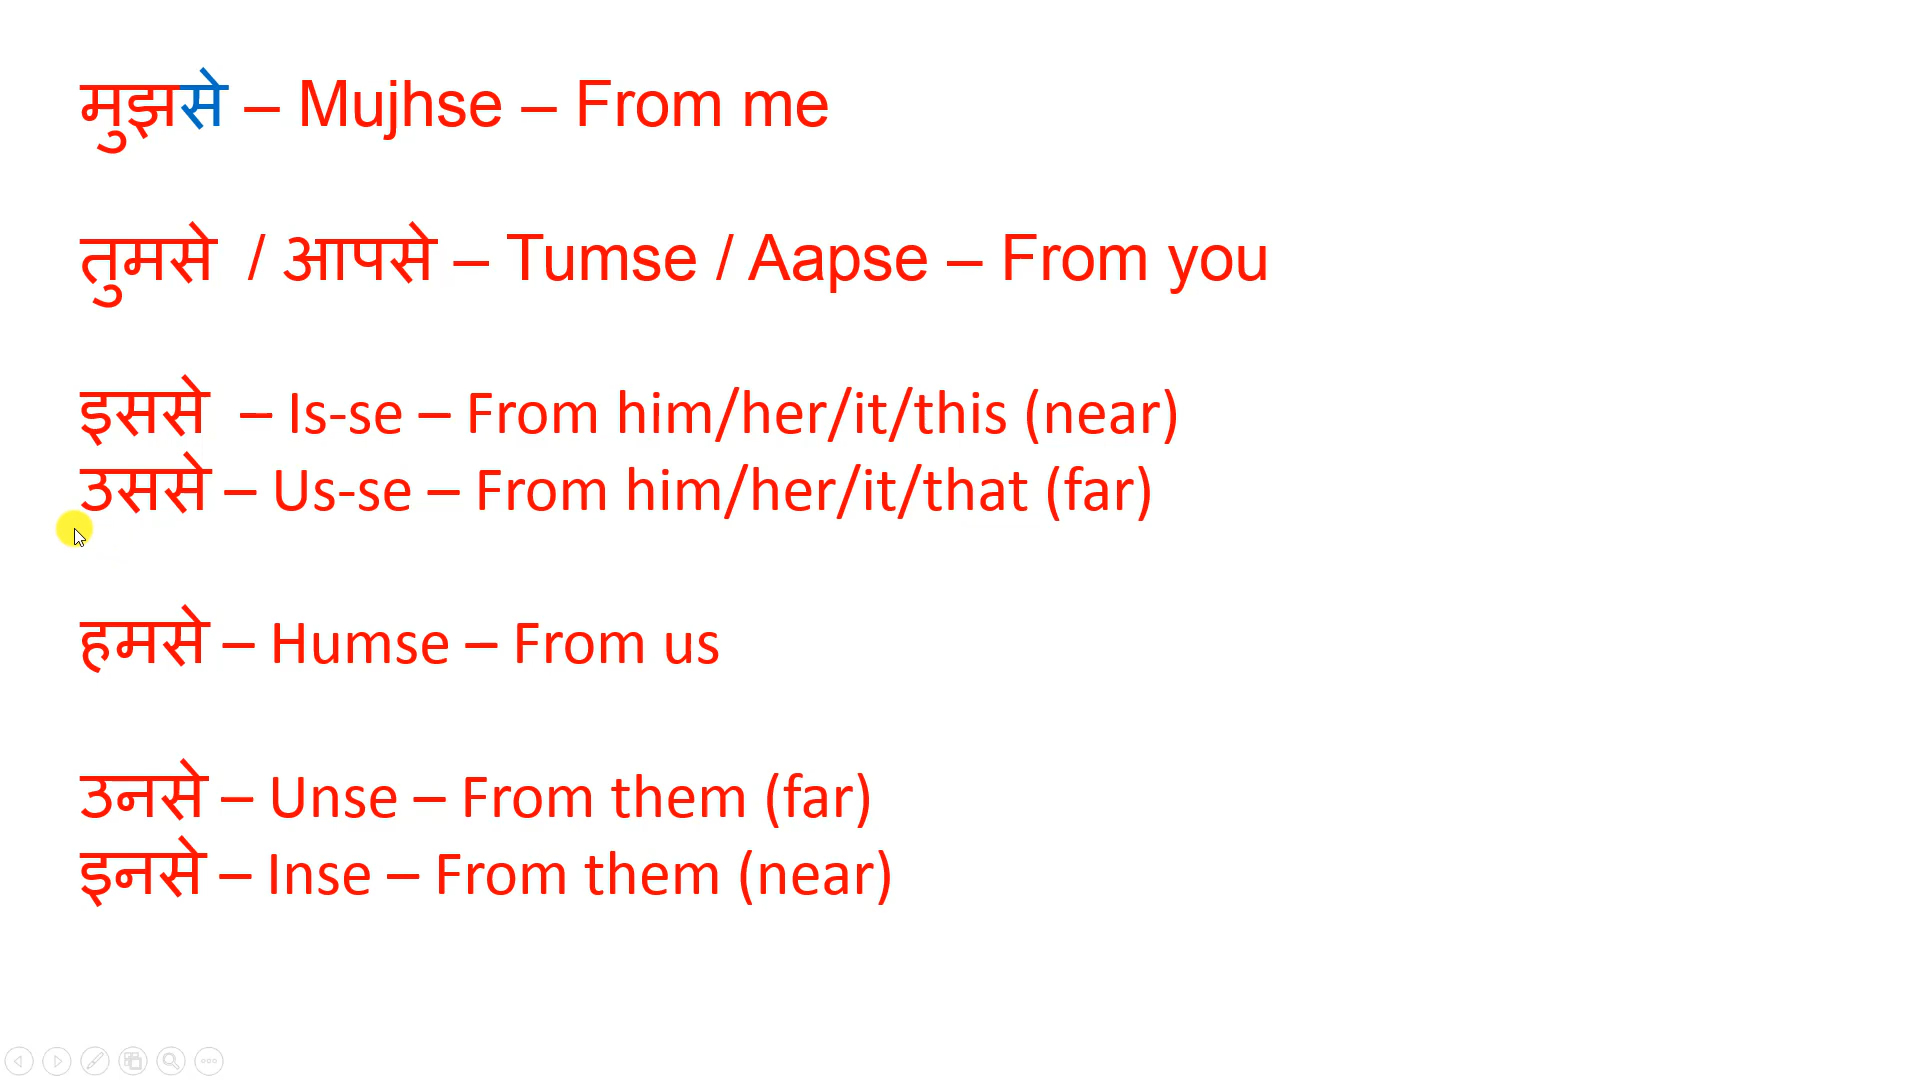 मुझसे – Mujhse – From me
तुमसे / आपसे – Tumse / Aapse – From you
इससे – Is-se – From him/her/it/this (near)
उससे – Us-se – From him/her/it/that (far)
हमसे – Humse – From us
उनसे – Unse – From them (far)
इनसे – Inse – From them (near)